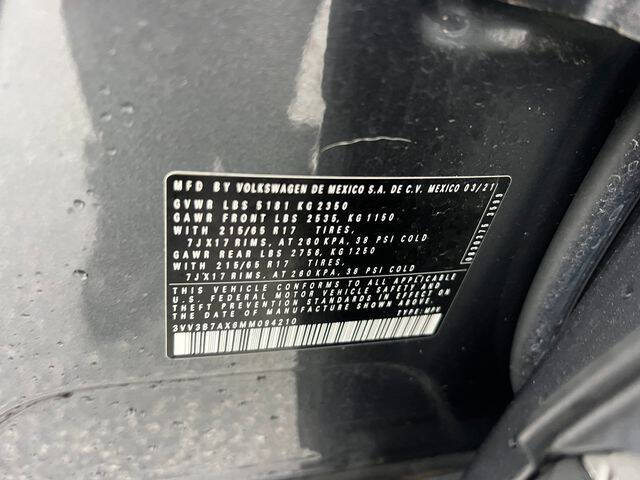 MFD BY VOLKSWAGEN DE MEXICO S.A. DE C.V. MEXICO 03/21
GVWR LBS 5181 KG 2350
GAWR FRONT LBS 2535, KG 1150
WITH 215/65 R17 TIRES,
7JX17 RIMS, AT 260 KPA, 38 PSI COLD
GAWR REAR LBS 2756, KG 1250
WITH 215/65 R17 TIRES,
7JX17 RIMS, AT 260 KPA, 38 PSI COLD
THIS VEHICLE CONFORMS TO ALL APPLICABLE
U.S. FEDERAL MOTOR VEHICLE SAFETY, AND
THEFT PREVENTION STANDARDS IN EFFECT ON
THE DATE OF MANUFACTURE SHOWN ABOVE.
3VV3B7AX6MM094210 TYPE: MPV